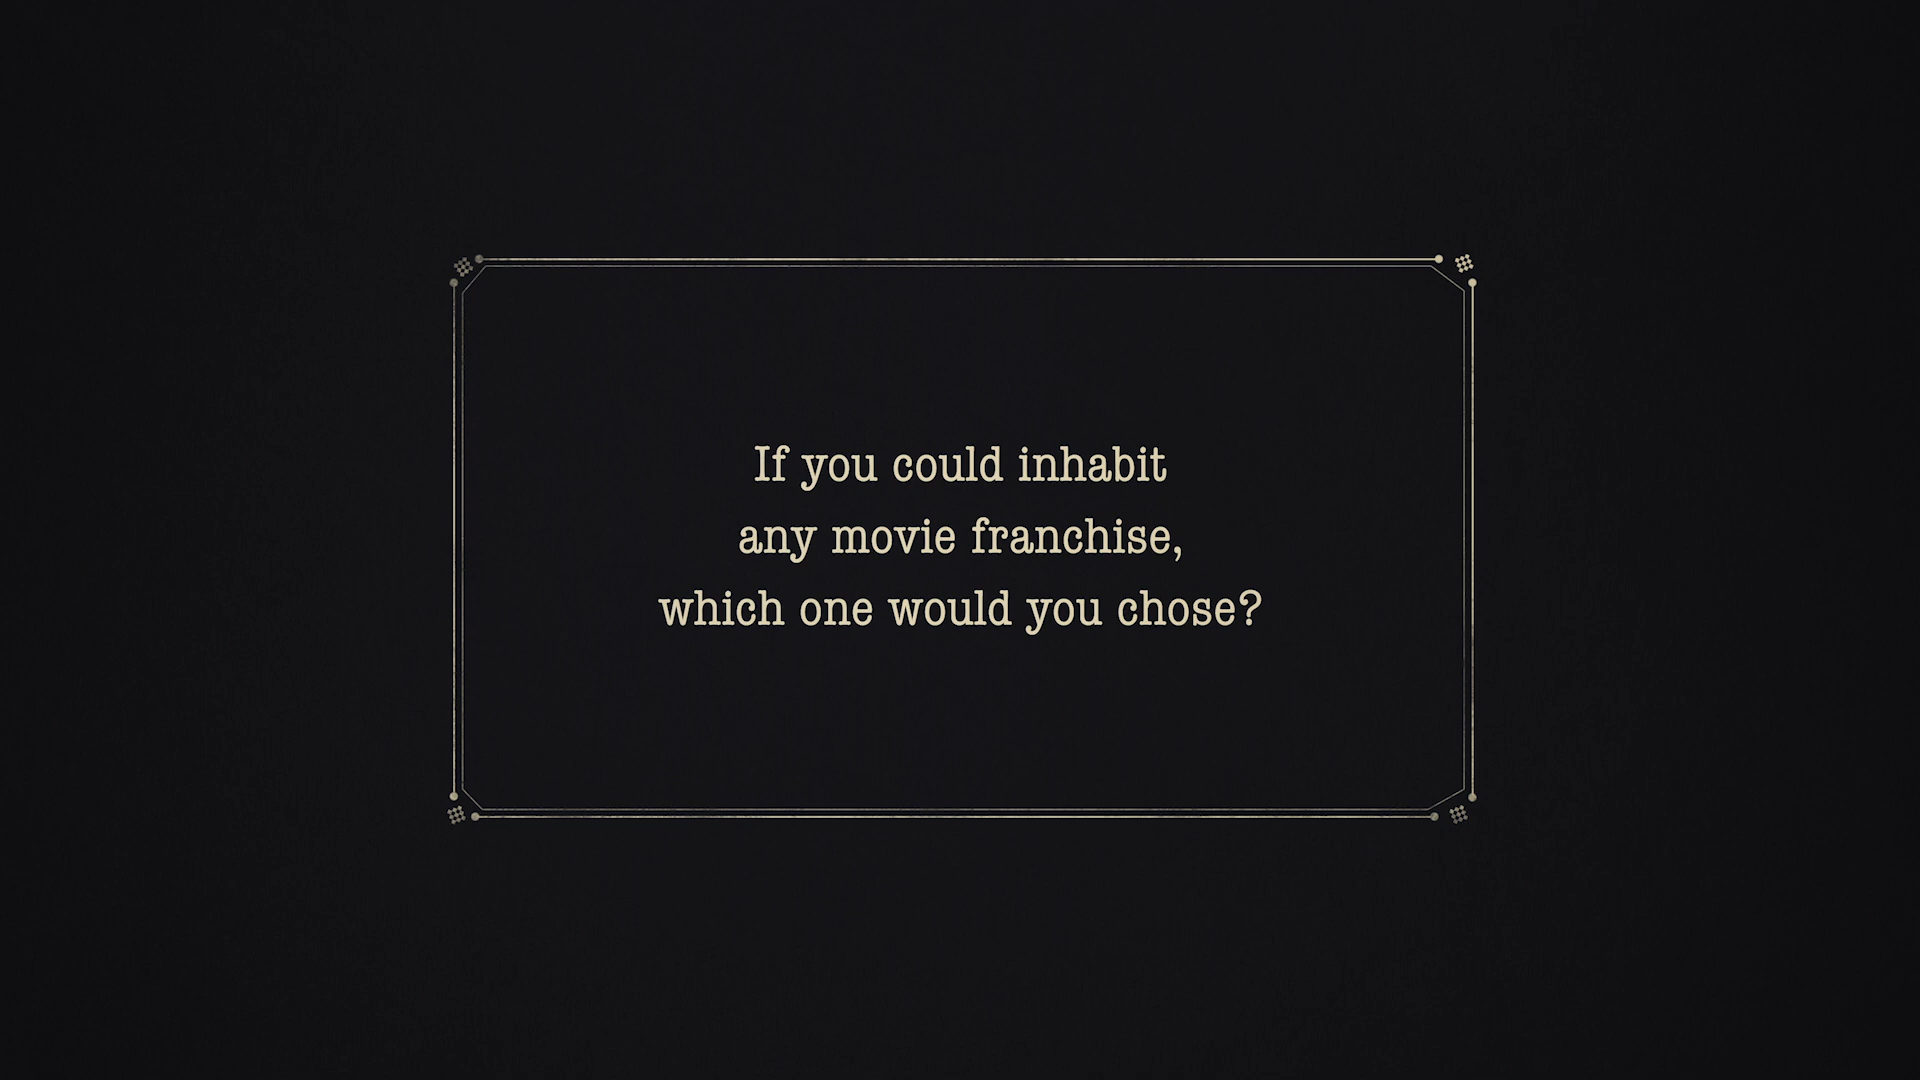 If you could inhabit
any movie franchise,
which one would you chose?